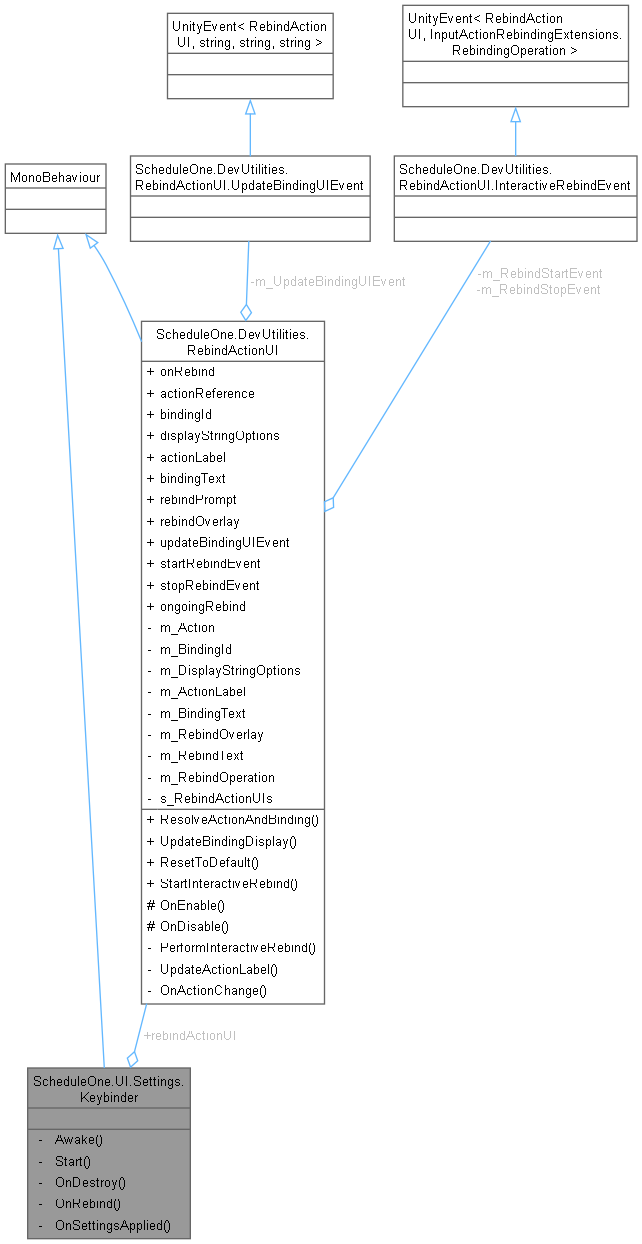 UnityEvent< RebindAction
UI, string, string, string >
UnityEvent< RebindAction
UI, InputActionRebindingExtensions.
RebindingOperation >
MonoBehaviour
ScheduleOne.DevUtilities.
RebindActionUI.UpdateBindingUIEvent
ScheduleOne.DevUtilities.
RebindActionUI.InteractiveRebindEvent
-m_UpdateBindingUIEvent
-m_RebindStartEvent
-m_RebindStopEvent
ScheduleOne.DevUtilities.
RebindActionUI
+ onRebind
+ actionReference
+ bindingId
+ displayStringOptions
+ actionLabel
+ bindingText
+ rebindPrompt
+ rebindOverlay
+ updateBindingUIEvent
+ startRebindEvent
+ stopRebindEvent
+ ongoingRebind
- m_Action
- m_BindingId
- m_DisplayStringOptions
- m_ActionLabel
- m_BindingText
- m_RebindOverlay
- m_RebindText
- m_RebindOperation
- s_RebindActionUIs
+ ResolveActionAndBinding()
+ UpdateBindingDisplay()
+ ResetToDefault()
+ StartInteractiveRebind()
# OnEnable()
# OnDisable()
- PerformInteractiveRebind()
- UpdateActionLabel()
- OnActionChange()
+rebindActionUI
ScheduleOne.UI.Settings.
Keybinder
- Awake()
- Start()
- OnDestroy()
- OnRebind()
- OnSettingsApplied()